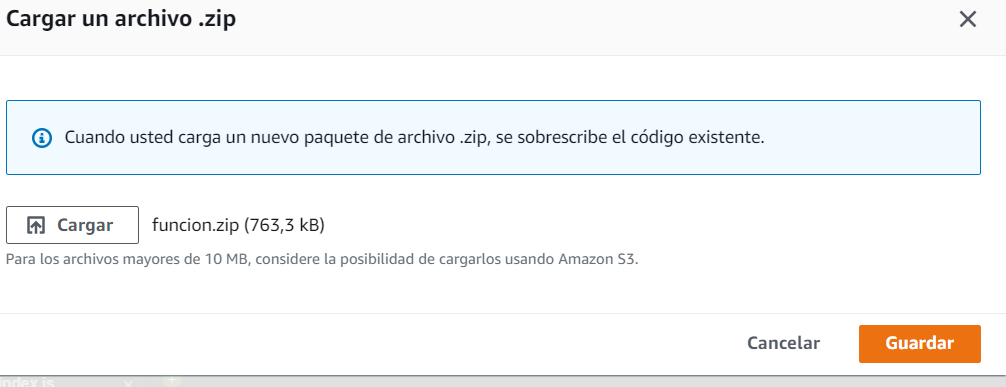 Cargar un archivo .zip
Cuando usted carga un nuevo paquete de archivo .zip, se sobrescribe el código existente.
Cargar funcion.zip (763,3 kB)
Para los archivos mayores de 10 MB, considere la posibilidad de cargarlos usando Amazon S3.
Cancelar Guardar
index.js